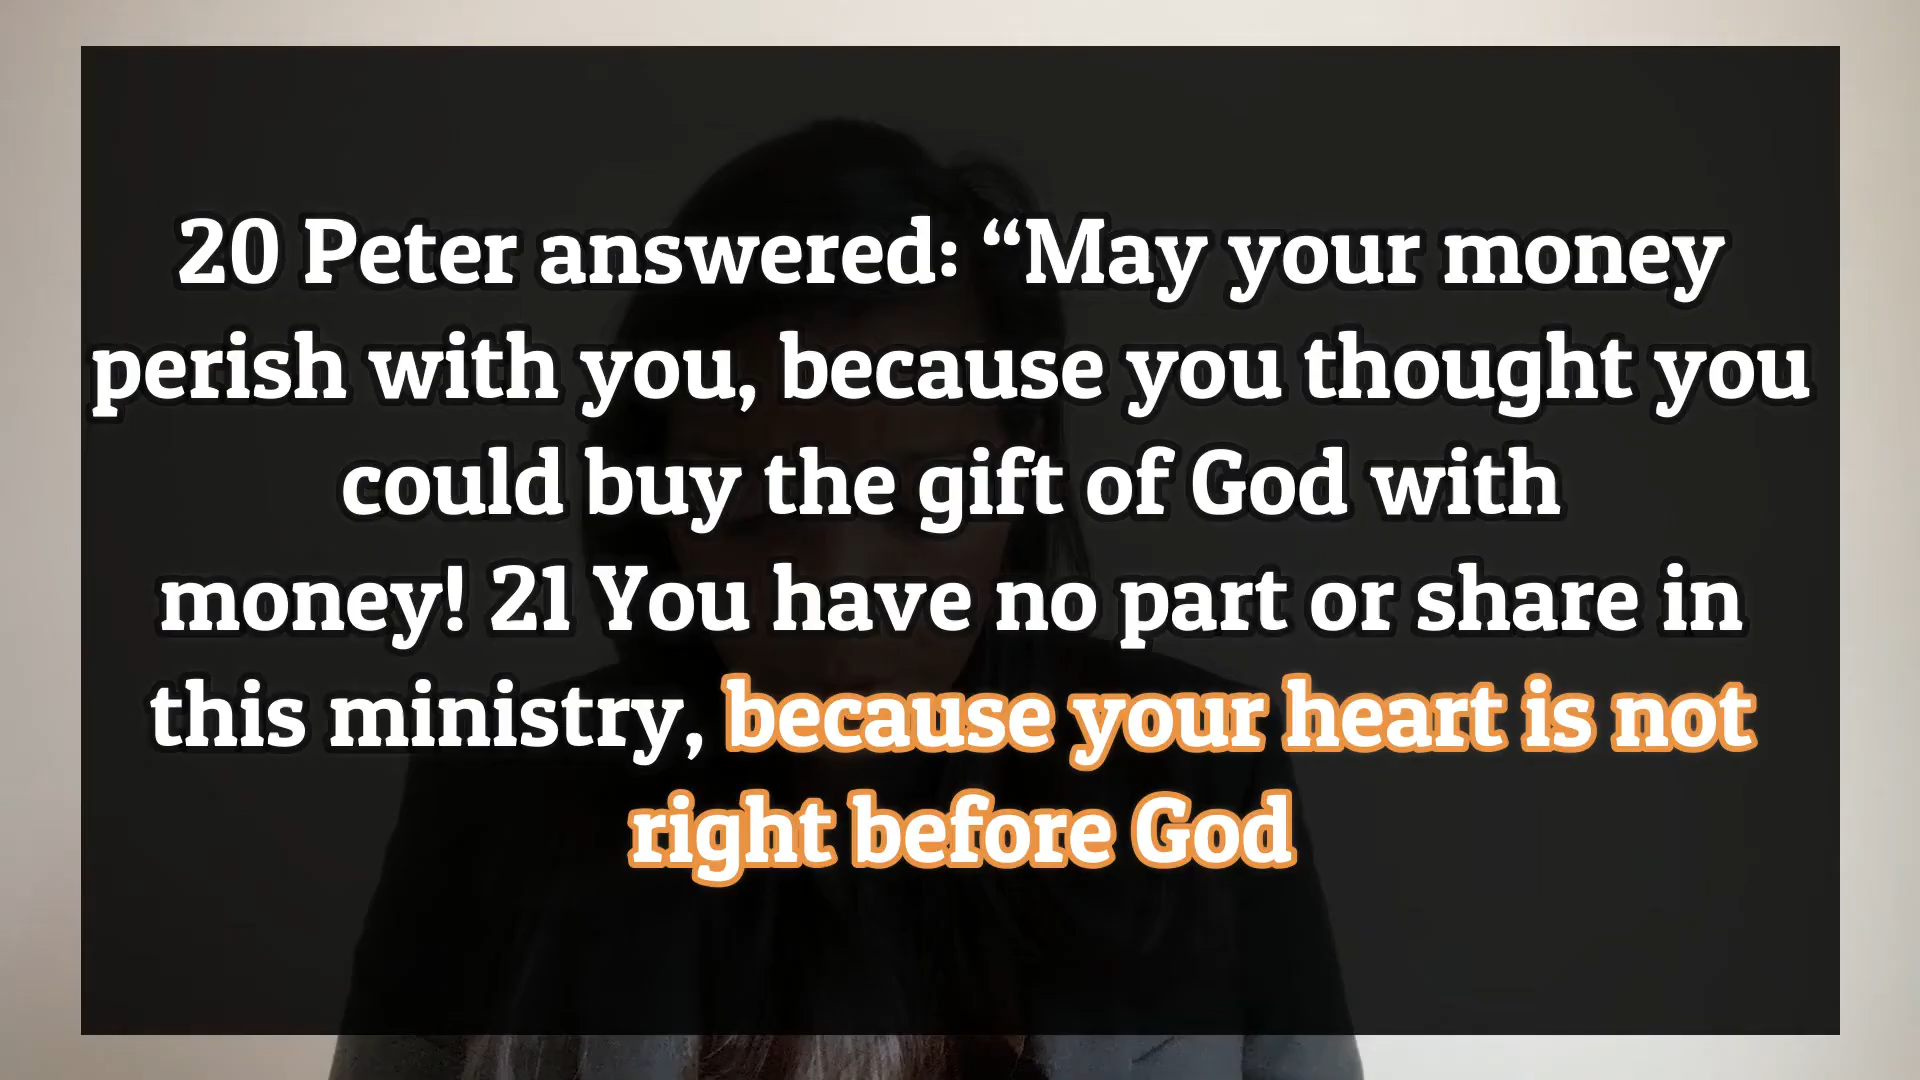 20 Peter answered: “May your money
perish with you, because you thought you
could buy the gift of God with
money! 21 You have no part or share in
this ministry, because your heart is not
right before God